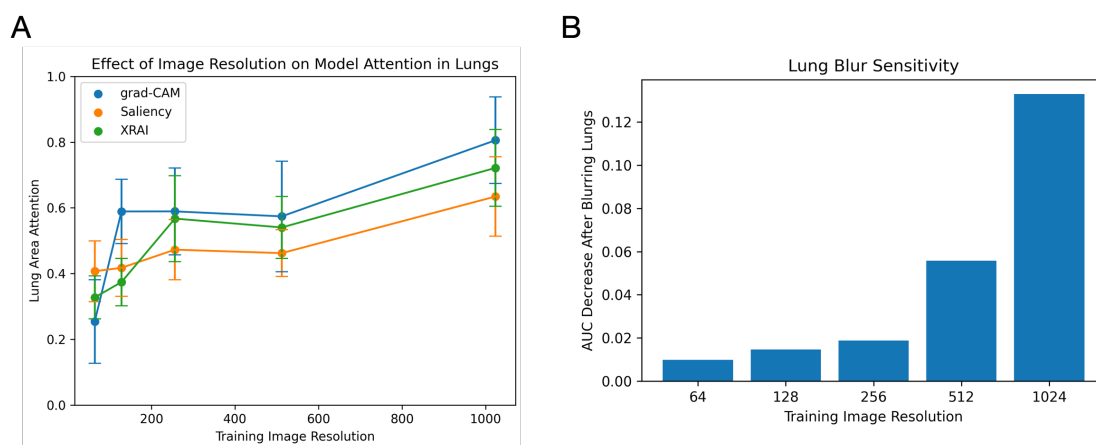 A
Effect of Image Resolution on Model Attention in Lungs
grad-CAM
Saliency
XRAI
1.0
0.8
0.6
0.4
0.2
0.0
Lung Area Attention
200 400 600 800 1000
Training Image Resolution
B
Lung Blur Sensitivity
0.12
0.10
0.08
0.06
0.04
0.02
0.00
AUC Decrease After Blurring Lungs
64 128 256 512 1024
Training Image Resolution